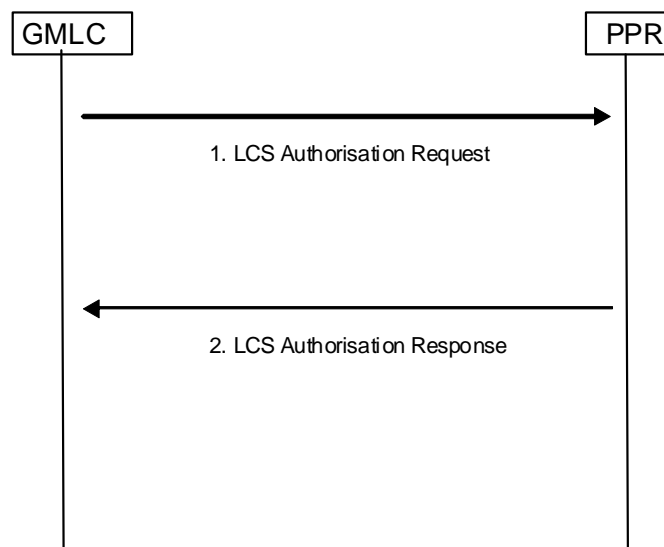 GMLC
PPR
1. LCS Authorisation Request
2. LCS Authorisation Response